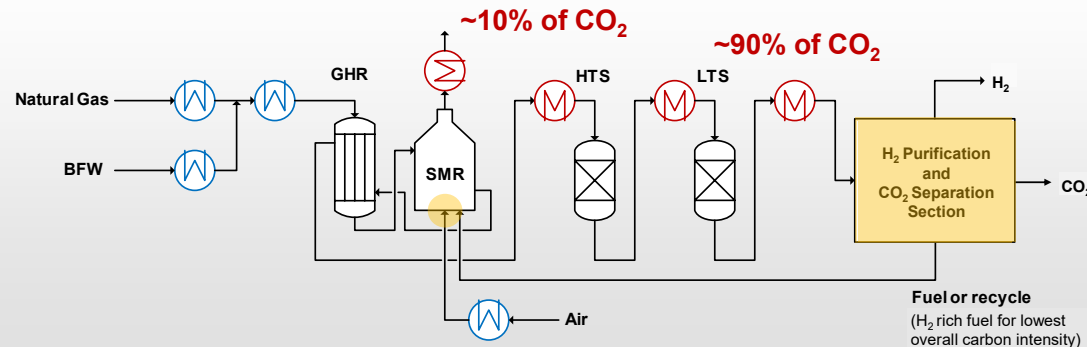 ~10% of CO₂
~90% of CO₂
GHR
HTS
LTS
H₂
Natural Gas
BFW
SMR
H₂ Purification
and
CO₂ Separation
Section
CO₂
Air
Fuel or recycle
(H₂ rich fuel for lowest
overall carbon intensity)